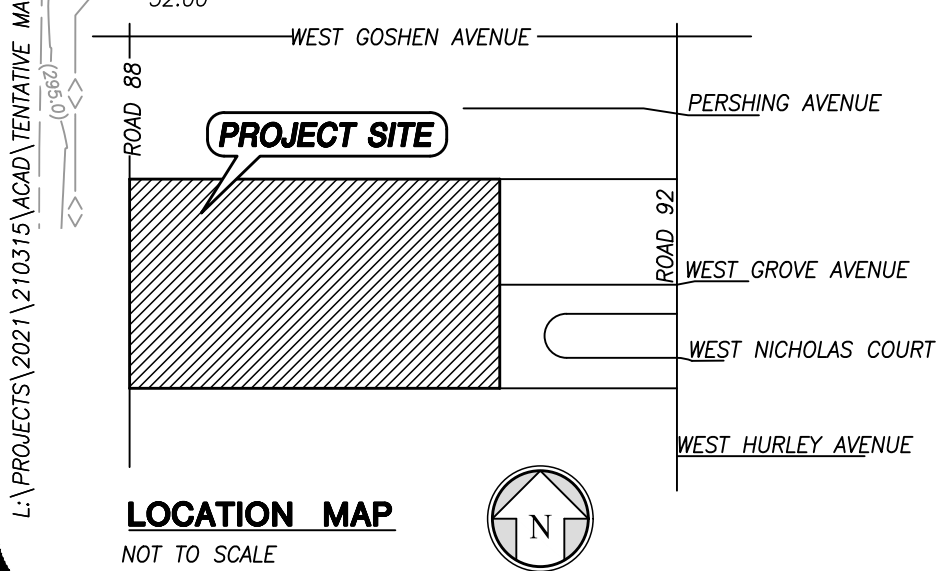 WEST GOSHEN AVENUE
ROAD 88
PERSHING AVENUE
PROJECT SITE
ROAD 92
WEST GROVE AVENUE
WEST NICHOLAS COURT
WEST HURLEY AVENUE
LOCATION MAP
NOT TO SCALE
N
L:\PROJECTS\2021\210315\ACAD\TENTATIVE
(295.0)